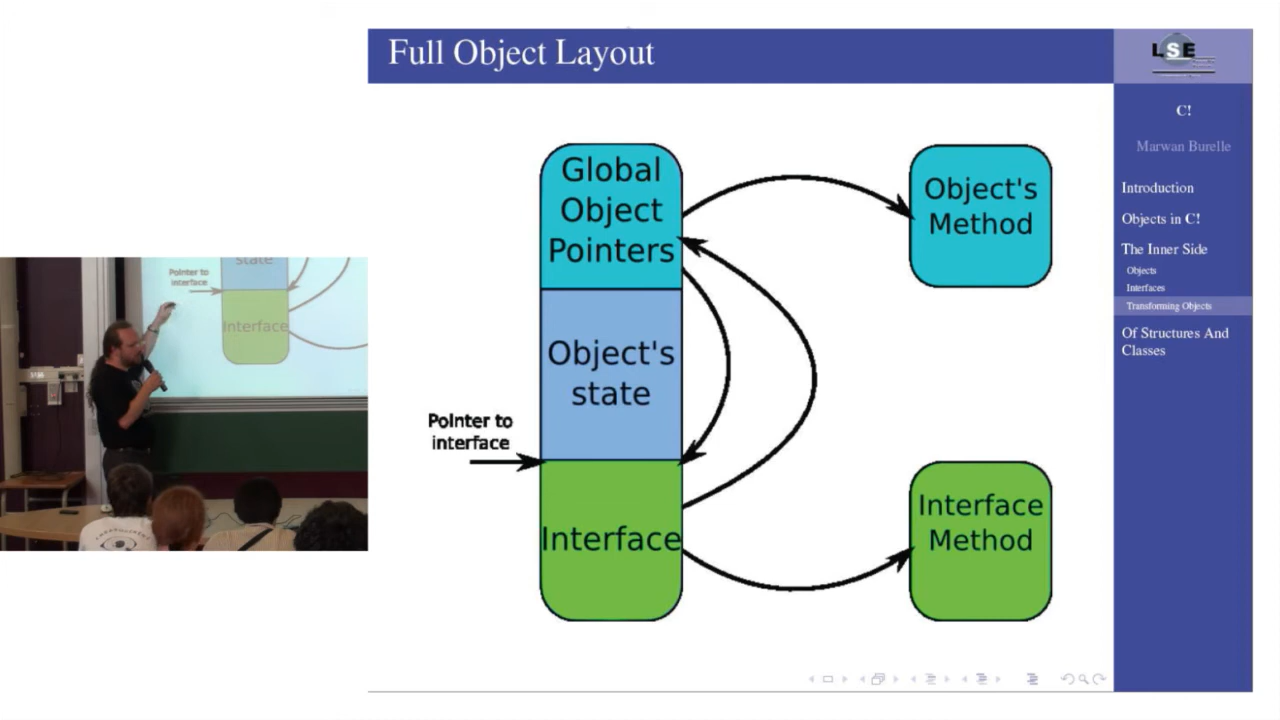 Full Object Layout
LSE
C!
Marwan Burelle
Introduction
Objects in C!
The Inner Side
Objects
Interfaces
Transforming Objects
Of Structures And
Classes
Global
Object
Pointers
Object's
state
Interface
Pointer to
interface
Object's
Method
Interface
Method
state
Pointer to
interface
Interface